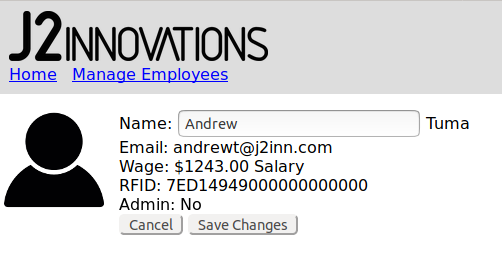 J2INNOVATIONS
Home Manage Employees
Name: Andrew Tuma
Email: andrewt@j2inn.com
Wage: $1243.00 Salary
RFID: 7ED14949000000000000
Admin: No
Cancel Save Changes